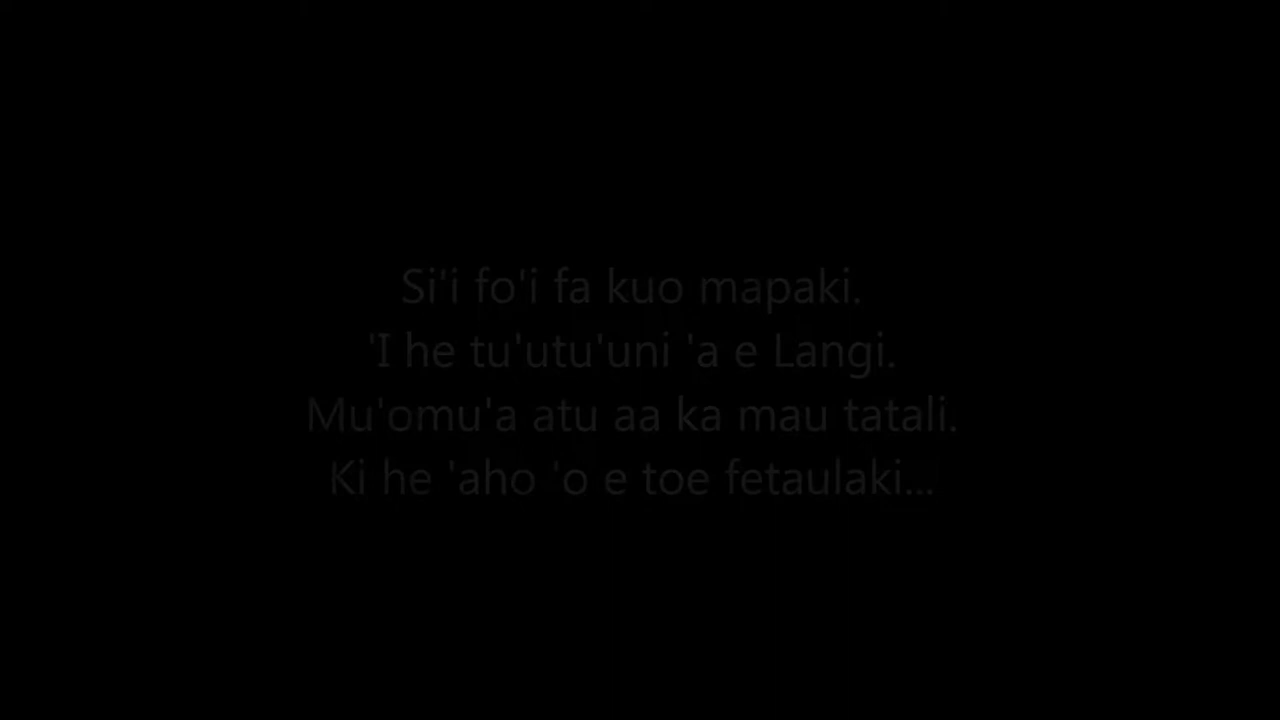 Si'i fo'i fa kuo mapaki.
'I he tu'utu'uni 'a e Langi.
Mu'omu'a atu aa ka mau tatali.
Ki he 'aho 'o e toe fetaulaki...